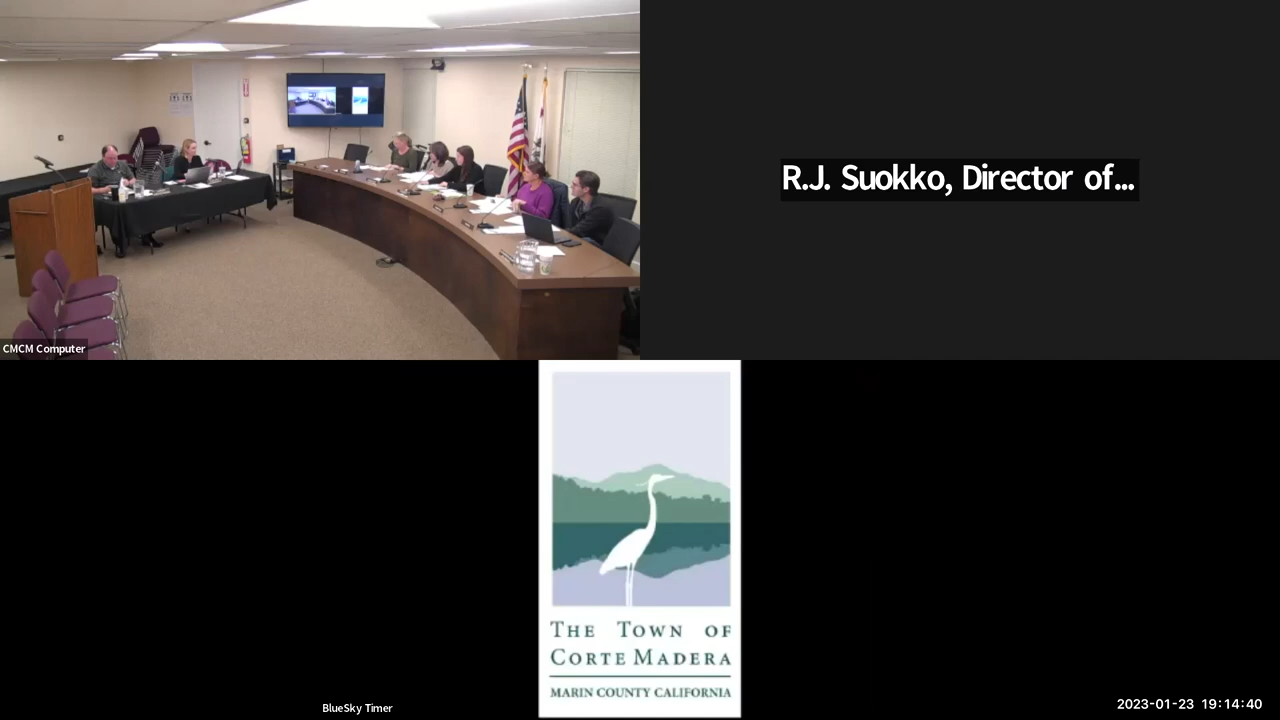 CMCM Computer
R.J. Suokko, Director of...
THE TOWN OF
CORTE MADERA
MARIN COUNTY CALIFORNIA
BlueSky Timer
2023-01-23 19:14:40